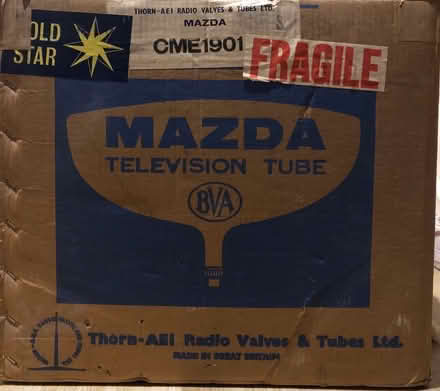 THORN-AEI RADIO VALVES & TUBES LTD.
MAZDA
CME1901
OLD
STAR
FRAGILE
MAZDA
TELEVISION TUBE
BVA
Thorn-AEI Radio Valves & Tubes Ltd.
MADE IN GREAT BRITAIN